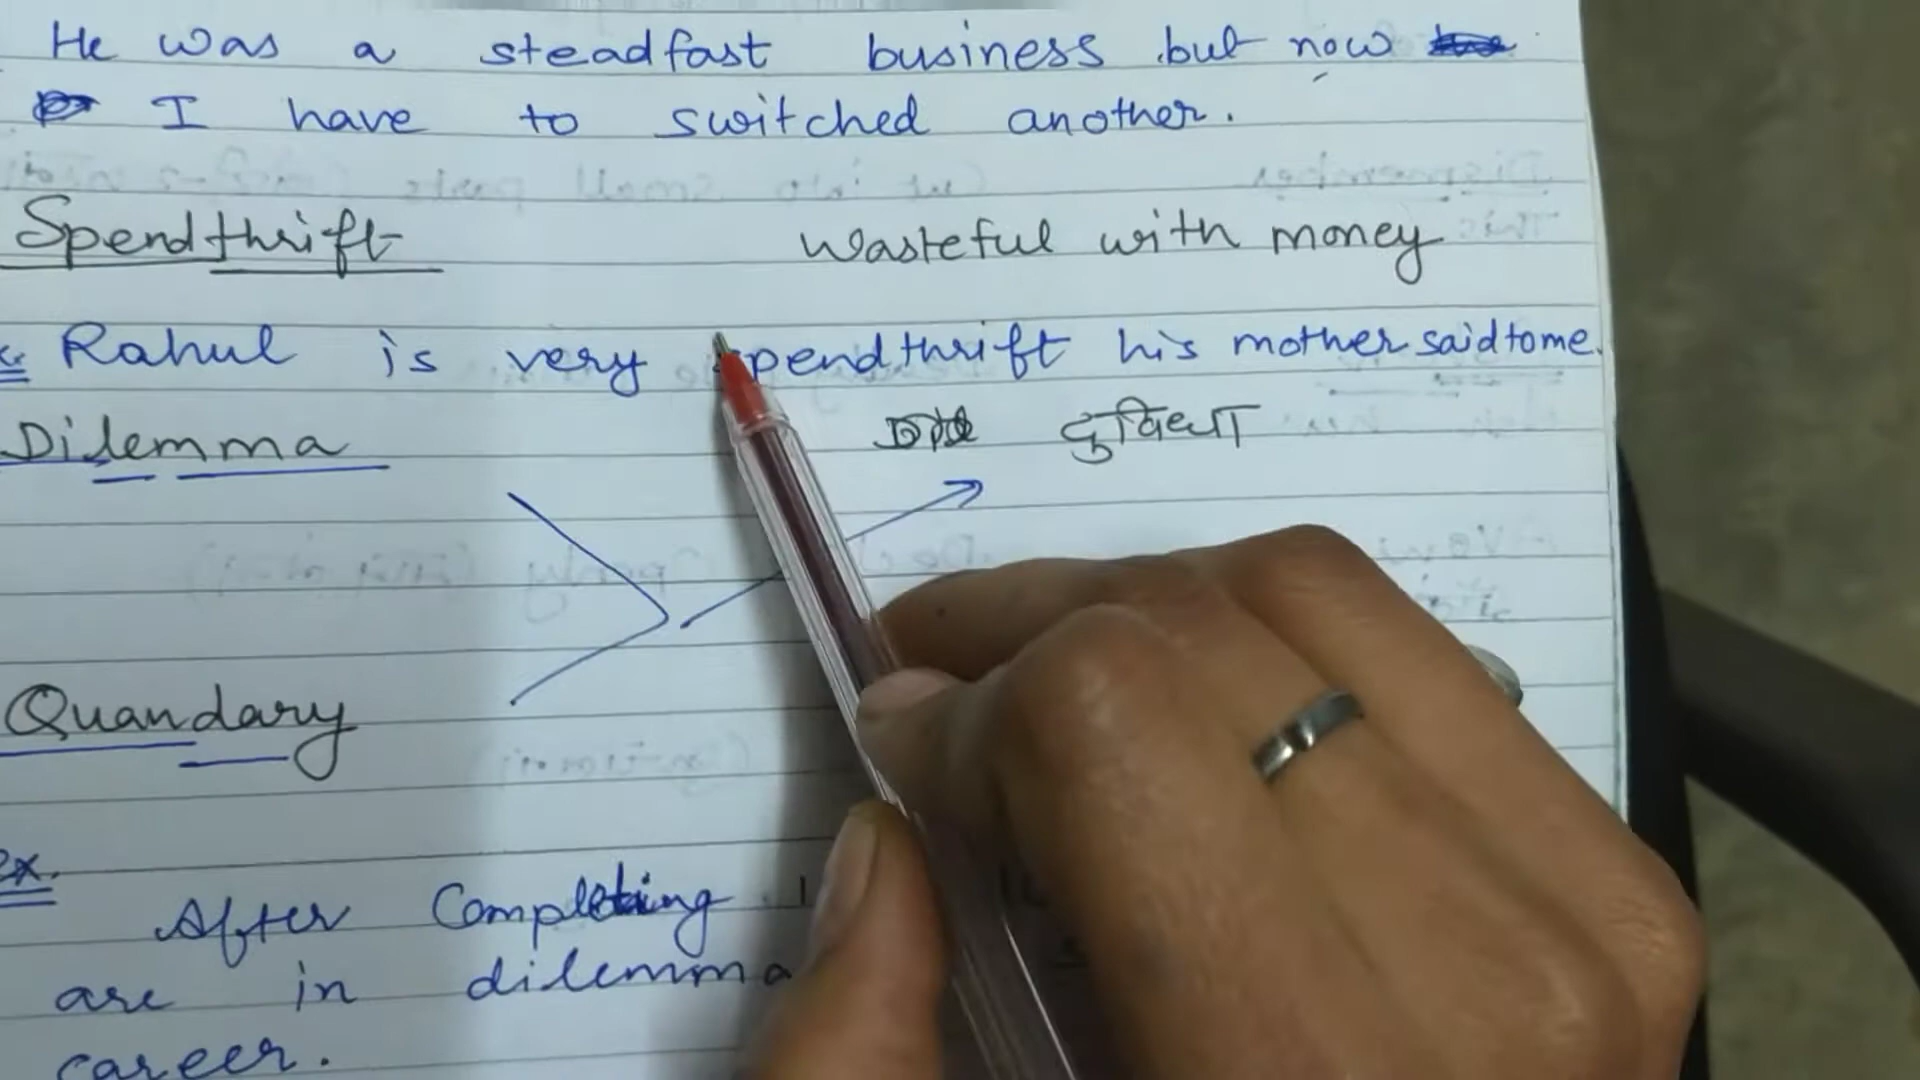 He was a steadfast business but now
I have to switched another.
Spendthrift wasteful with money
Rahul is very spendthrift his mother said to me.
Dilemma दुविधा
Quandary
Ex.
After Completing
are in dilemma
career.